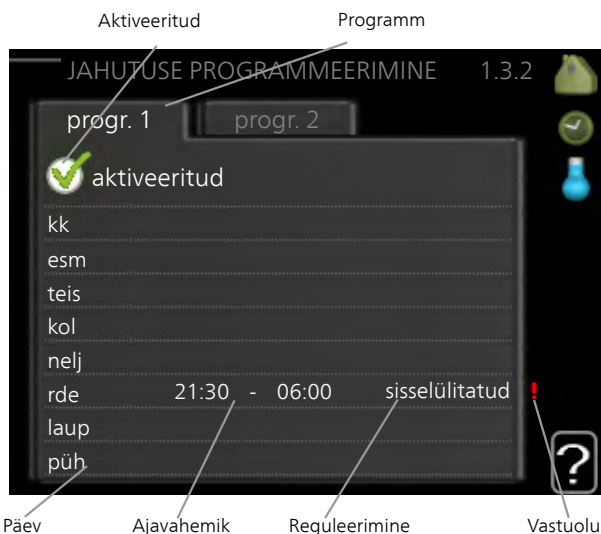 Aktiveeritud Programm
JAHUTUSE PROGRAMMEERIMINE 1.3.2
progr. 1 progr. 2
aktiveeritud
kk
esm
teis
kol
nelj
rde 21:30 - 06:00 sisselülitatud !
laup
püh
?
Päev Ajavahemik Reguleerimine Vastuolu